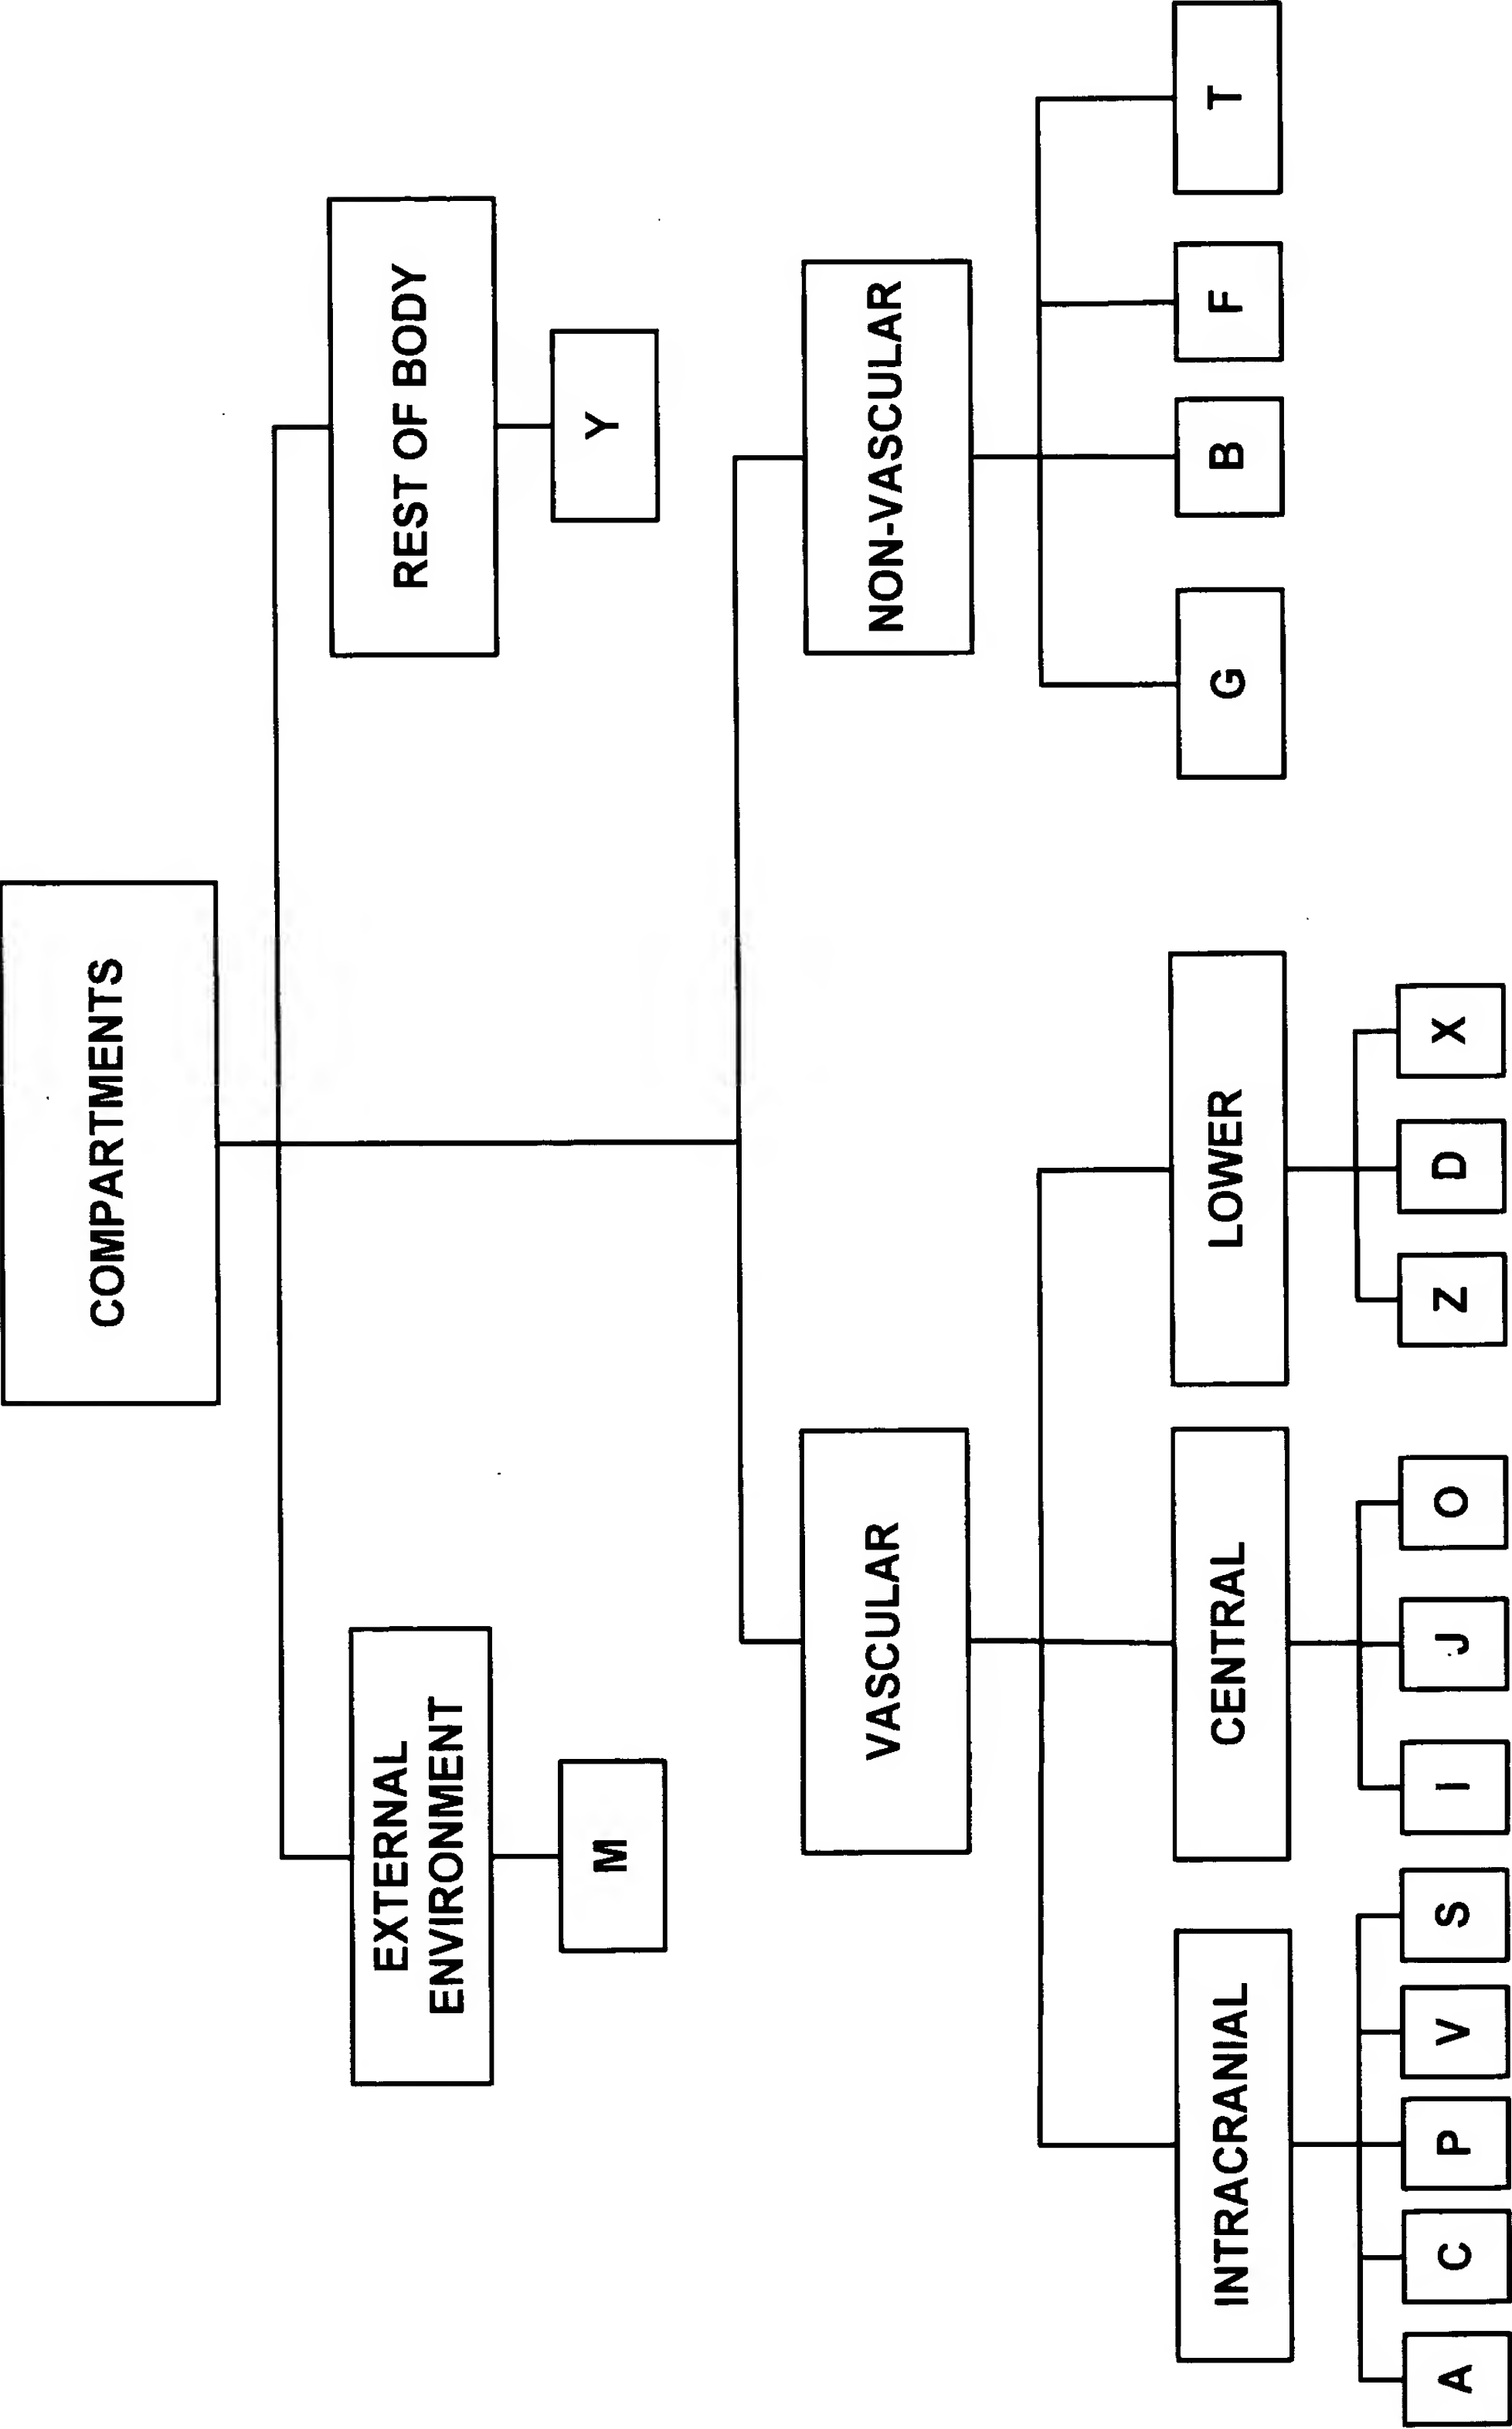 COMPARTMENTS
EXTERNAL
ENVIRONMENT
REST OF BODY
M
Y
VASCULAR
NON-VASCULAR
INTRACRANIAL
CENTRAL
LOWER
G
B
F
T
A
C
P
V
S
I
J
O
Z
D
X